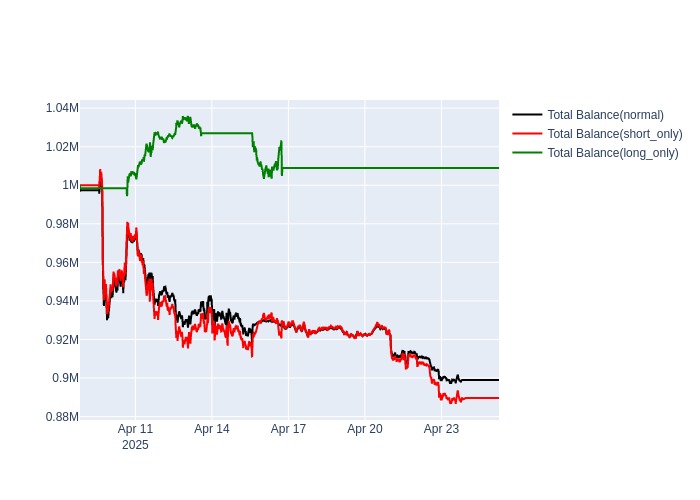 1.04M
1.02M
1M
0.98M
0.96M
0.94M
0.92M
0.9M
0.88M
Apr 11
2025
Apr 14
Apr 17
Apr 20
Apr 23
Total Balance(normal)
Total Balance(short_only)
Total Balance(long_only)